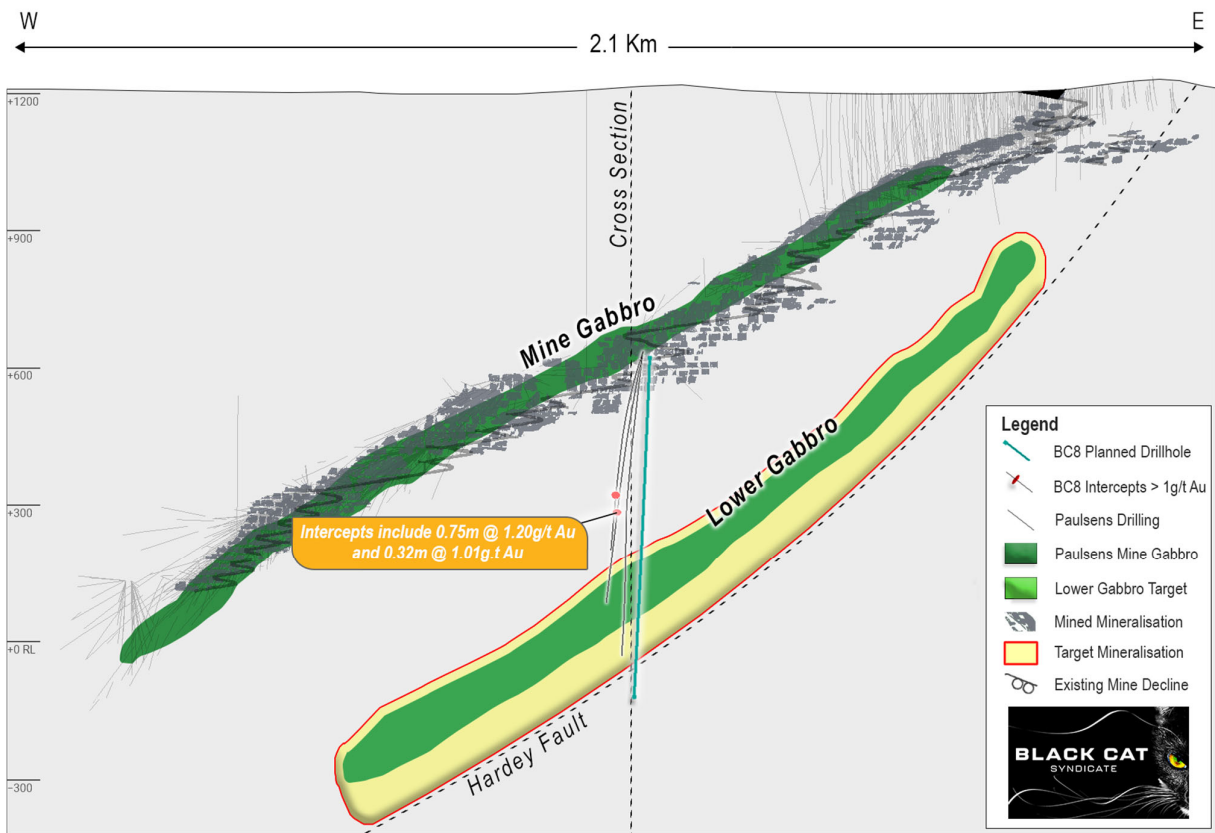 W
E
2.1 Km
+1200
+900
+600
+300
+0 RL
-300
Cross Section
Mine Gabbro
Lower Gabbro
Hardey Fault
Intercepts include 0.75m @ 1.20g/t Au
and 0.32m @ 1.01g.t Au
Legend
BC8 Planned Drillhole
BC8 Intercepts > 1g/t Au
Paulsens Drilling
Paulsens Mine Gabbro
Lower Gabbro Target
Mined Mineralisation
Target Mineralisation
Existing Mine Decline
BLACK CAT
SYNDICATE